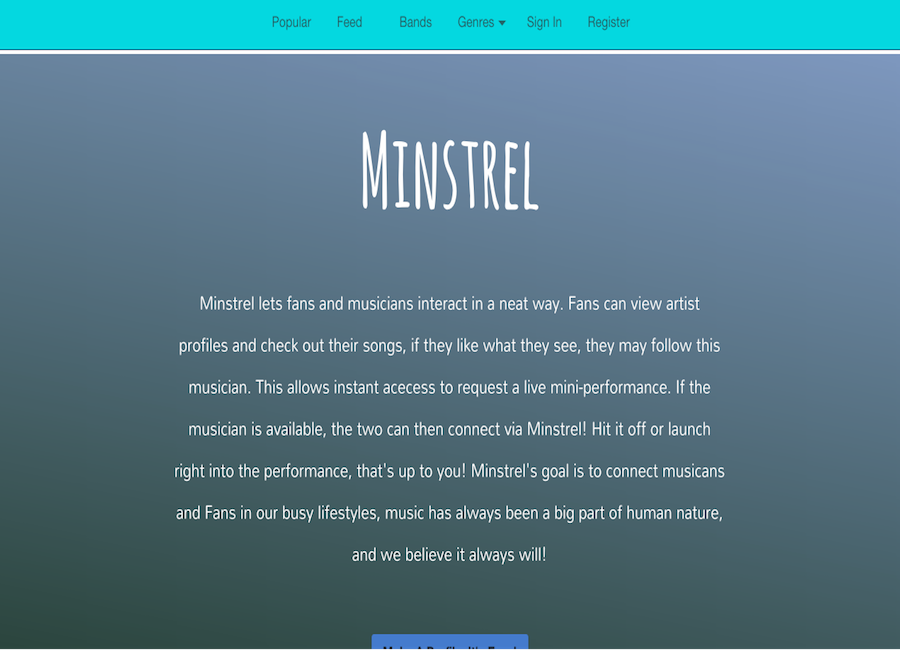 Popular Feed Bands Genres Sign In Register
Minstrel
Minstrel lets fans and musicians interact in a neat way. Fans can view artist
profiles and check out their songs, if they like what they see, they may follow this
musician. This allows instant acecess to request a live mini-performance. If the
musician is available, the two can then connect via Minstrel! Hit it off or launch
right into the performance, that's up to you! Minstrel's goal is to connect musicans
and Fans in our busy lifestyles, music has always been a big part of human nature,
and we believe it always will!